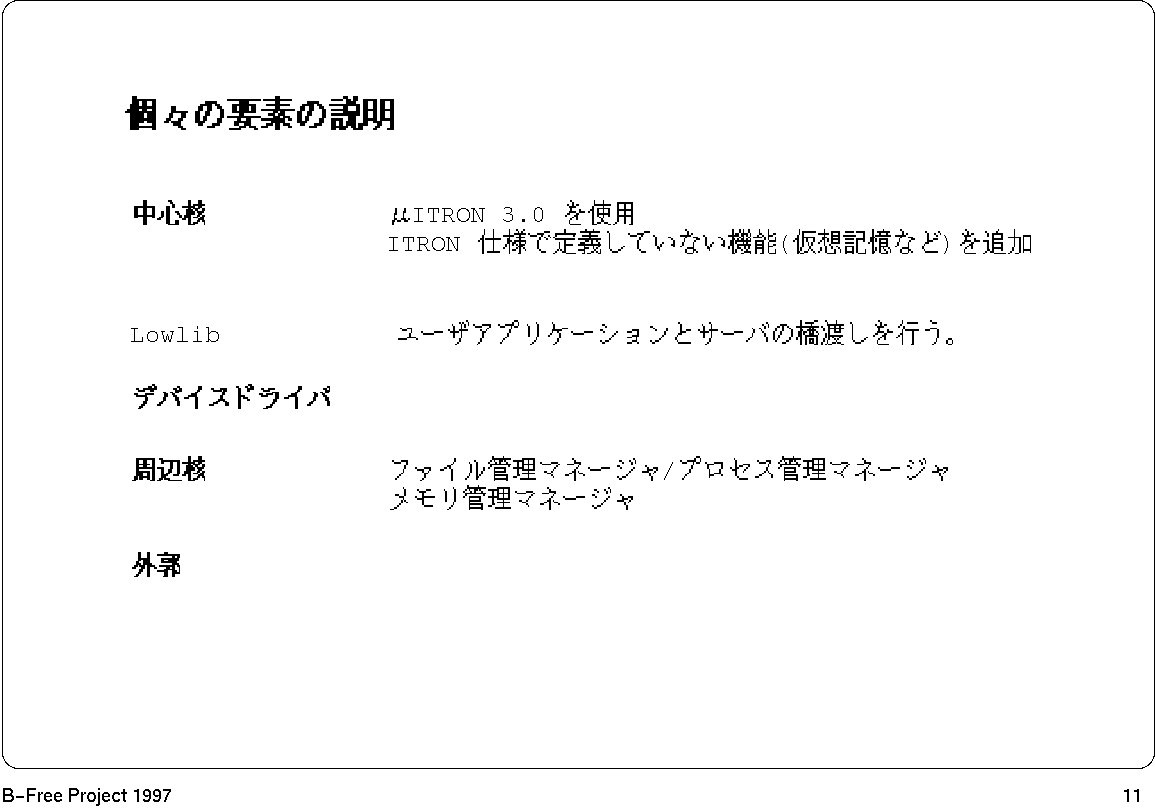 個々の要素の説明
中心核 μITRON 3.0 を使用
ITRON 仕様で定義していない機能(仮想記憶など)を追加
Lowlib ユーザアプリケーションとサーバの橋渡しを行う。
デバイスドライバ
周辺核 ファイル管理マネージャ/プロセス管理マネージャ
メモリ管理マネージャ
外郭
B-Free Project 1997 11